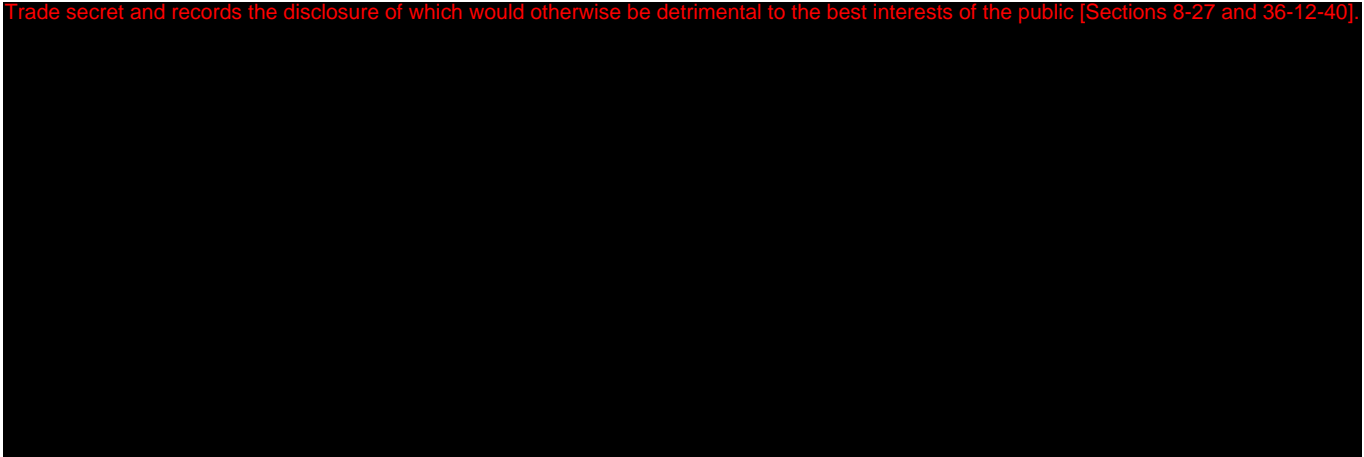 Trade secret and records the disclosure of which would otherwise be detrimental to the best interests of the public [Sections 8-27 and 36-12-40].